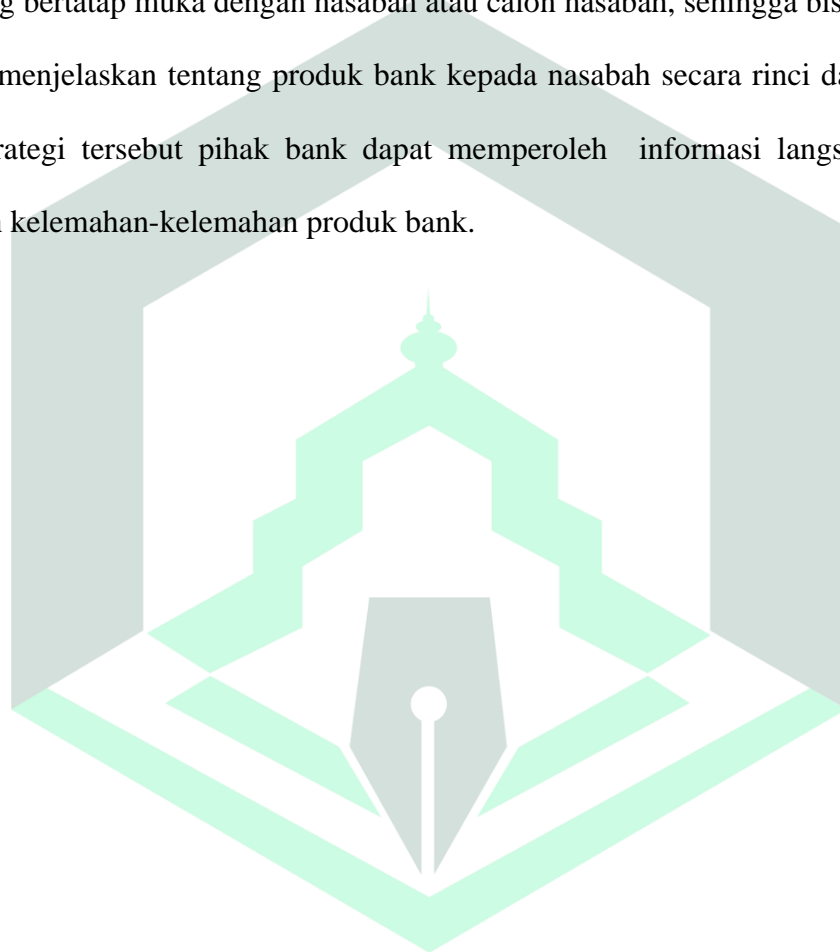 bertatap muka dengan nasabah atau calon nasabah, sehingga
menjelaskan tentang produk bank kepada nasabah secara rinci
tersebut pihak bank dapat memperoleh informasi
kelemahan-kelemahan produk bank.